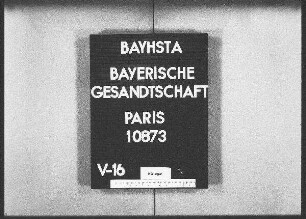 BAYHSTA
BAYERISCHE
GESANDTSCHAFT
PARIS
10873
V-16